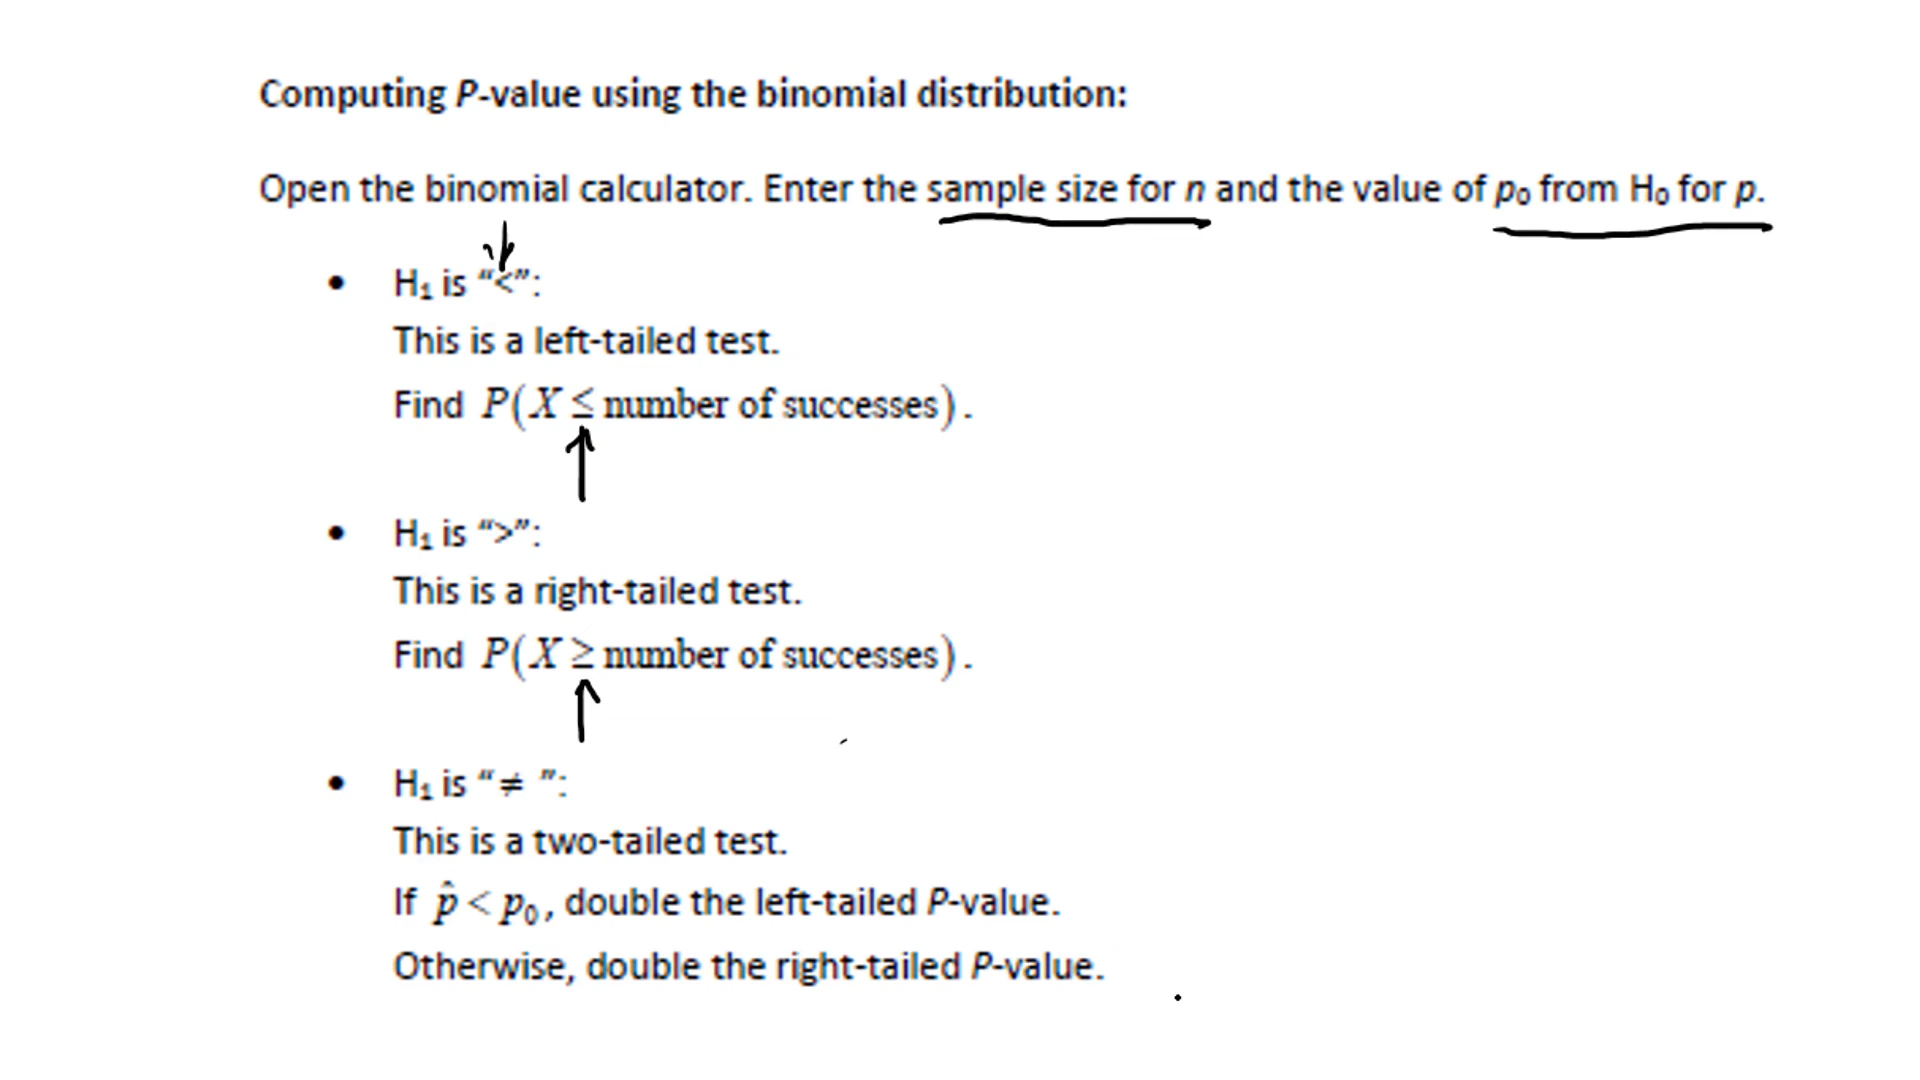 Computing P-value using the binomial distribution:
Open the binomial calculator. Enter the sample size for n and the value of p₀ from H₀ for p.
• H₁ is “<”:
This is a left-tailed test.
Find P(X ≤ number of successes).
• H₁ is “>”:
This is a right-tailed test.
Find P(X ≥ number of successes).
• H₁ is “≠ ”:
This is a two-tailed test.
If p̂ < p₀, double the left-tailed P-value.
Otherwise, double the right-tailed P-value.